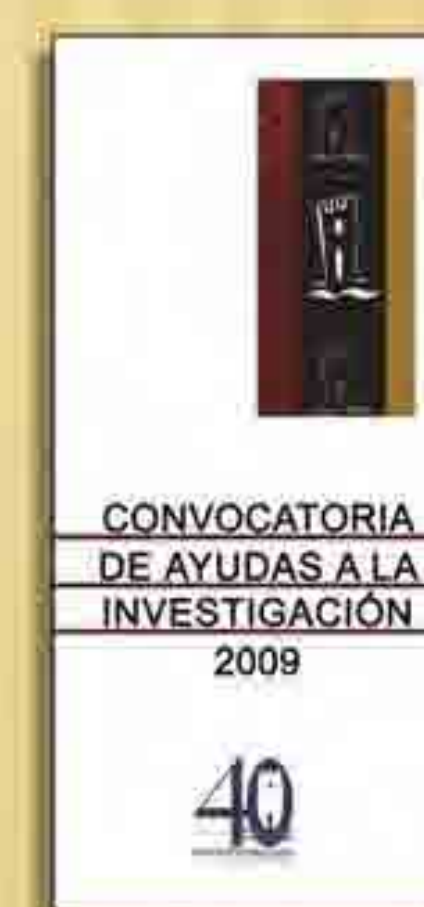 CONVOCATORIA
DE AYUDAS A LA
INVESTIGACIÓN
2009
40